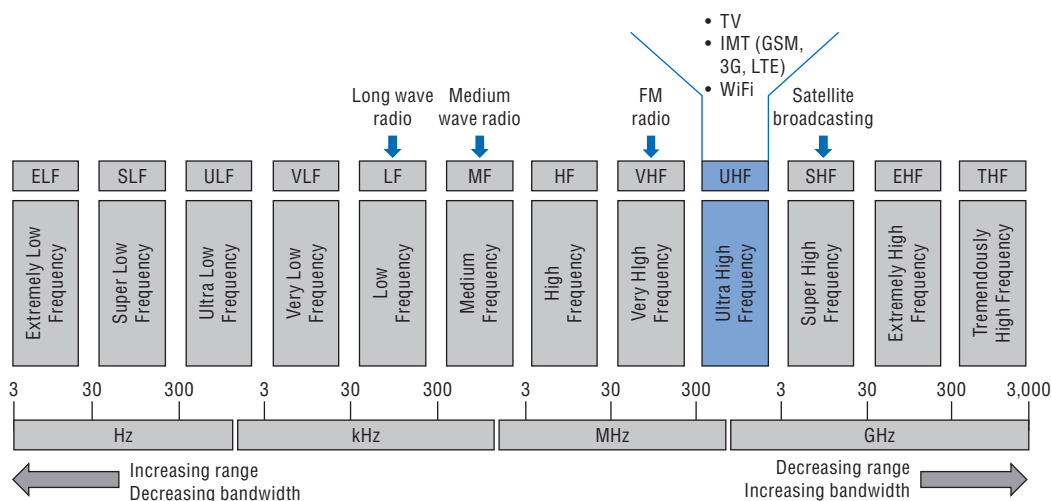 • TV
• IMT (GSM,
3G, LTE)
• WiFi
Long wave
radio
Medium
wave radio
FM
radio
Satellite
broadcasting
ELF
SLF
ULF
VLF
LF
MF
HF
VHF
UHF
SHF
EHF
THF
Extremely Low
Frequency
Super Low
Frequency
Ultra Low
Frequency
Very Low
Frequency
Low
Frequency
Medium
Frequency
High
Frequency
Very HIgh
Frequency
Ultra High
Frequency
Super High
Frequency
Extremely High
Frequency
Tremendously
High Frequency
3 30 300 3 30 300 3 30 300 3 30 300 3,000
Hz
kHz
MHz
GHz
Increasing range
Decreasing bandwidth
Decreasing range
Increasing bandwidth